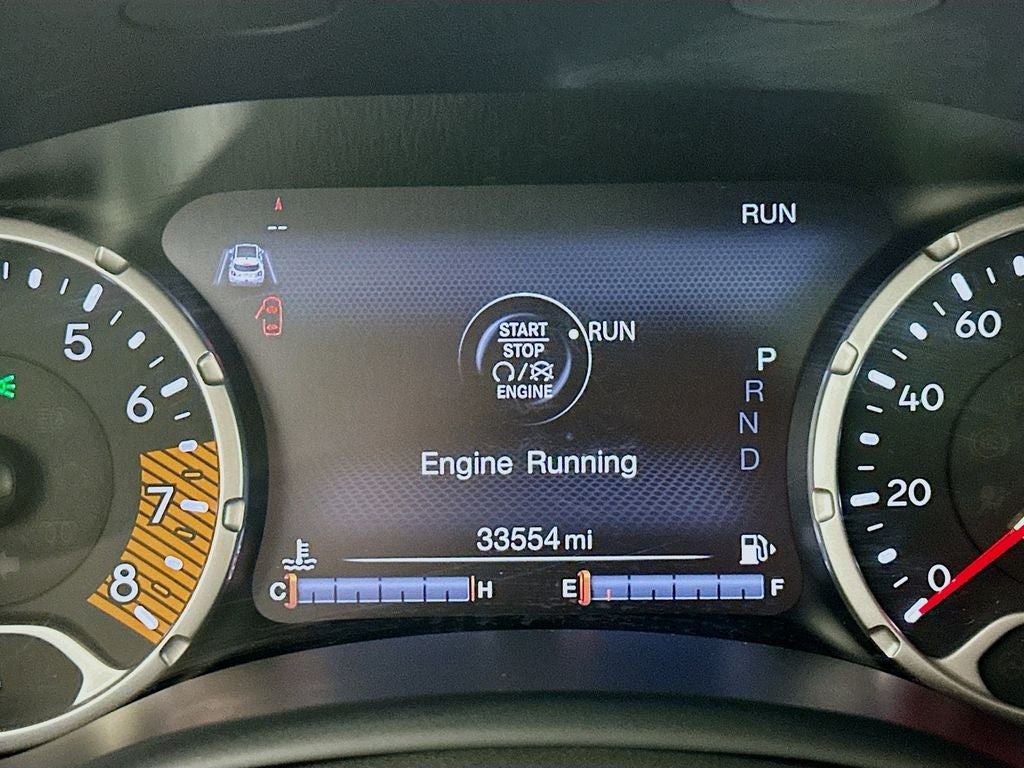 RUN
START
STOP
ENGINE
RUN
P
R
N
D
Engine Running
33554 mi
C H
E F
5
6
7
8
60
40
20
0